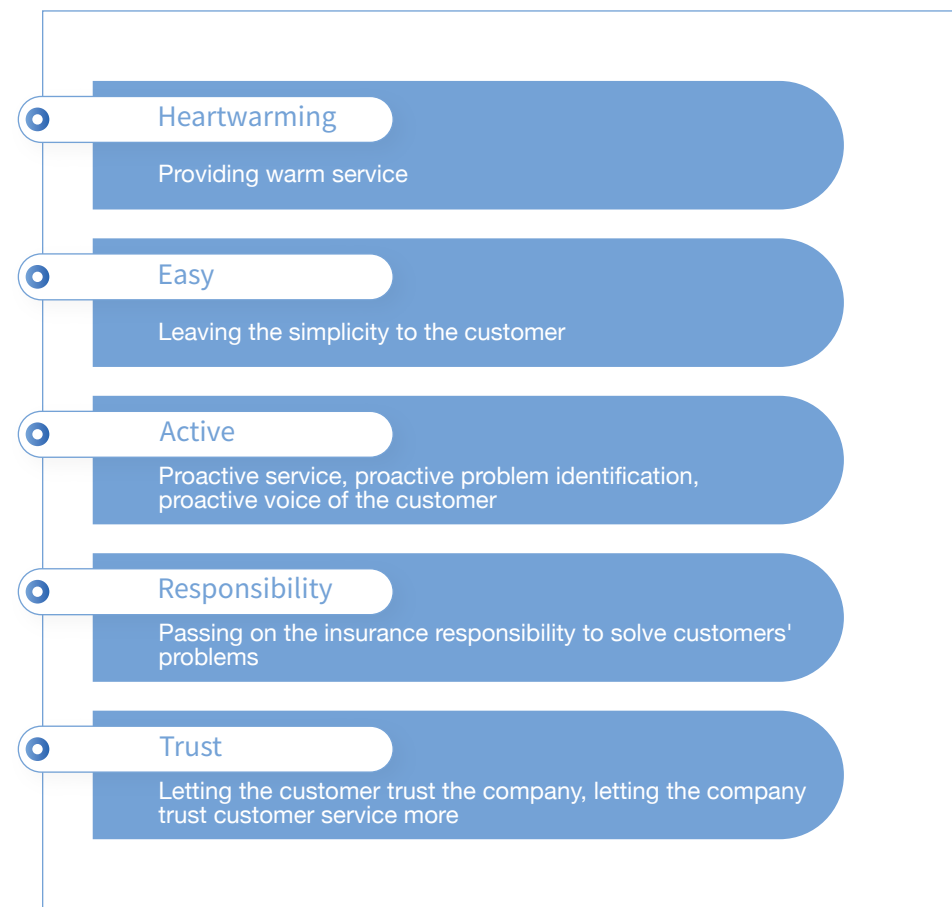 Heartwarming
Providing warm service
Easy
Leaving the simplicity to the customer
Active
Proactive service, proactive problem identification,
proactive voice of the customer
Responsibility
Passing on the insurance responsibility to solve customers'
problems
Trust
Letting the customer trust the company, letting the company
trust customer service more